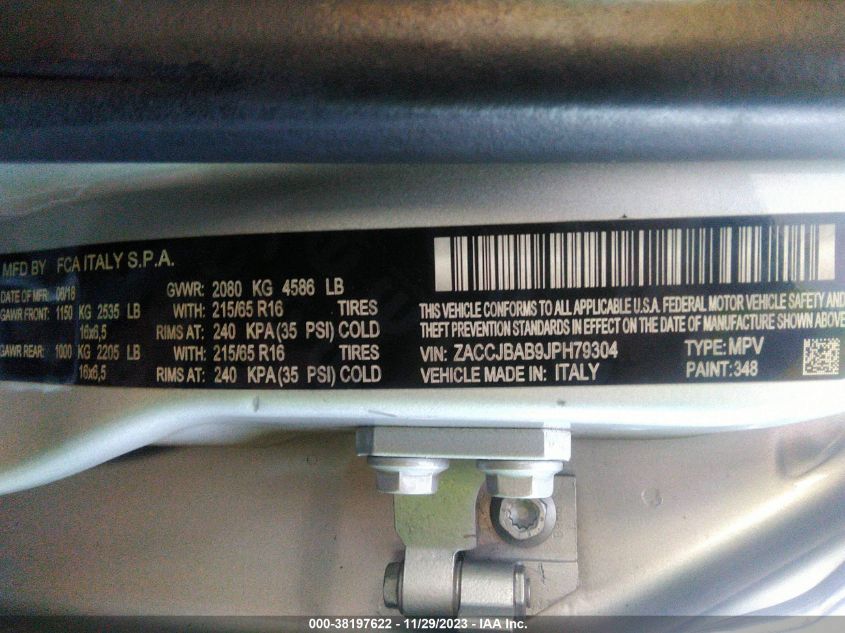 MFD BY FCA ITALY S.P.A.
DATE OF MFR 06/18 GVWR: 2080 KG 4586 LB
GAWR FRONT: 1150 KG 2535 LB WITH: 215/65 R16 TIRES
16x6,5 RIMS AT: 240 KPA(35 PSI) COLD
GAWR REAR: 1000 KG 2205 LB WITH: 215/65 R16 TIRES
16x6,5 RIMS AT: 240 KPA(35 PSI) COLD
THIS VEHICLE CONFORMS TO ALL APPLICABLE U.S.A. FEDERAL MOTOR VEHICLE SAFETY AND
THEFT PREVENTION STANDARDS IN EFFECT ON THE DATE OF MANUFACTURE SHOWN ABOVE
VIN: ZACCJBAB9JPH79304 TYPE: MPV
VEHICLE MADE IN: ITALY PAINT:348
000-38197622 - 11/29/2023 - IAA Inc.